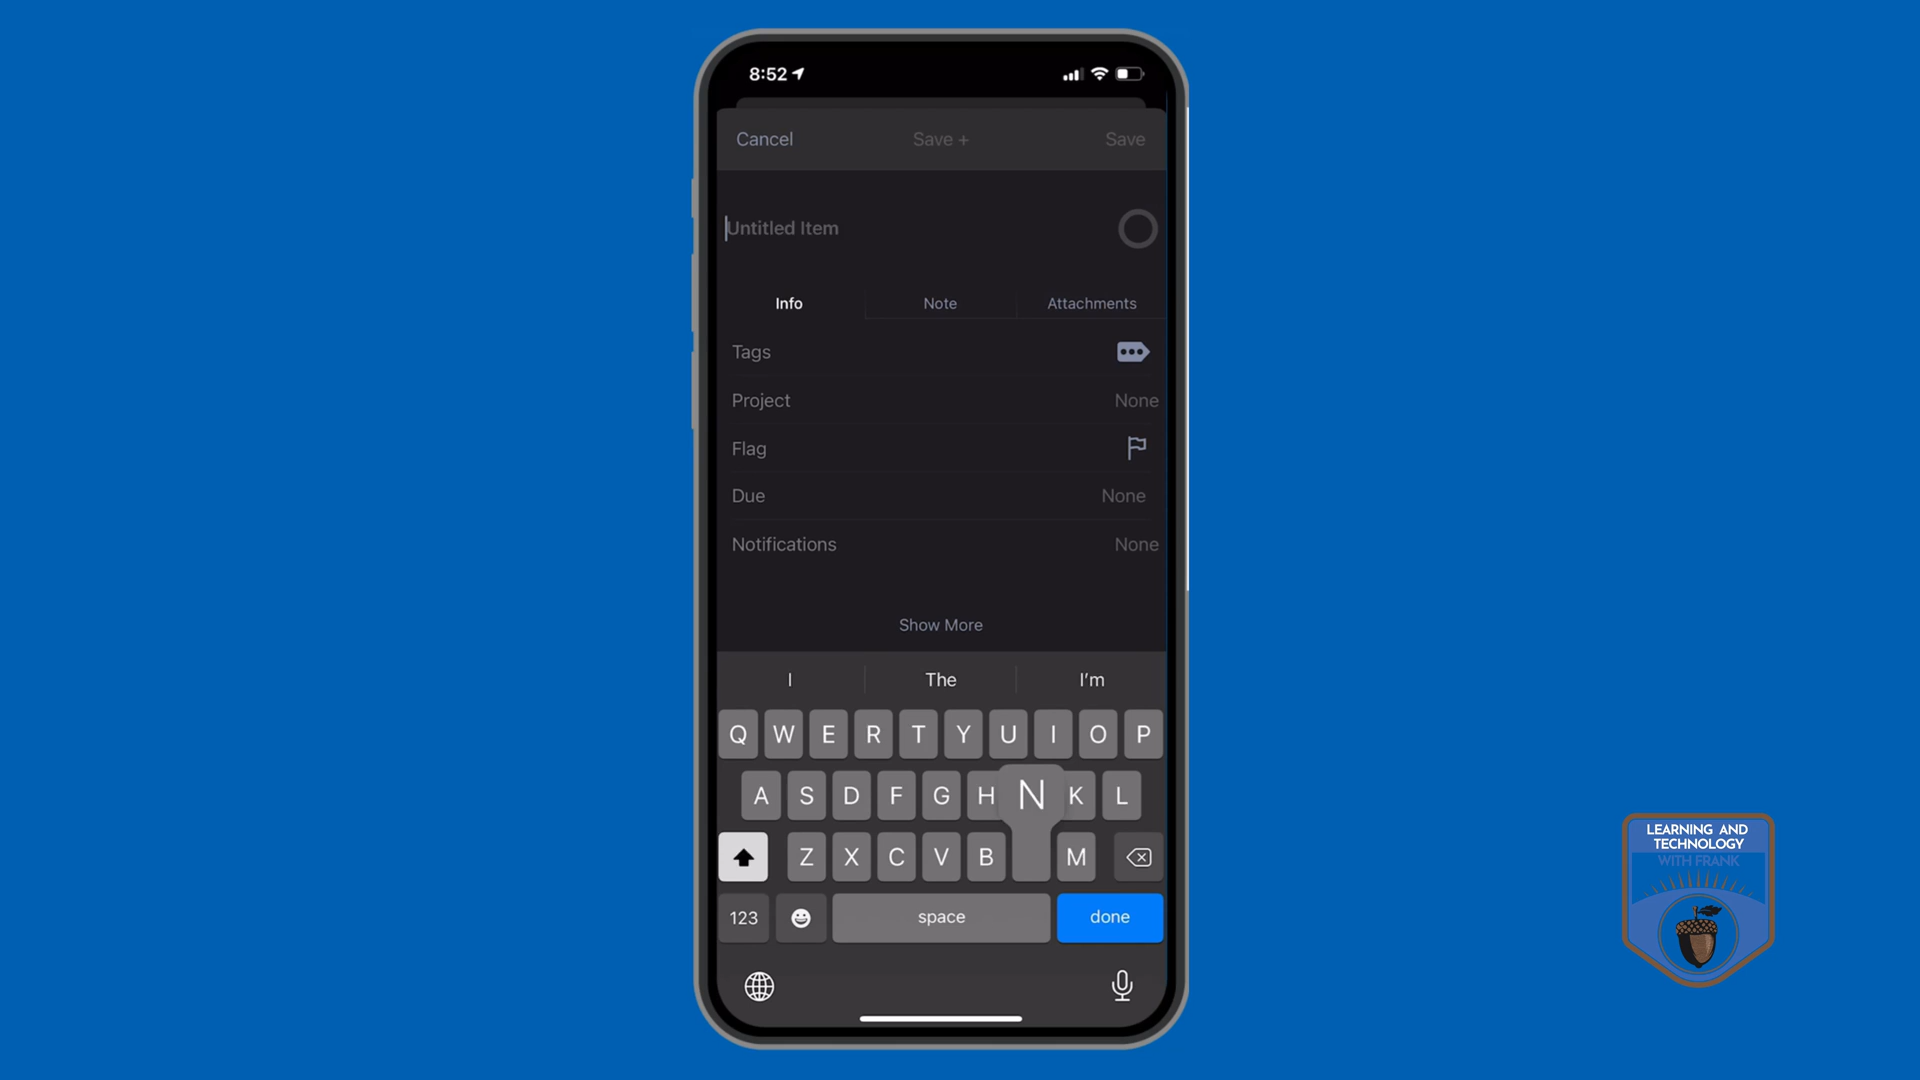 8:52
Cancel Save + Save
Untitled Item
Info Note Attachments
Tags
Project None
Flag
Due None
Notifications None
Show More
I The I'm
Q W E R T Y U I O P
A S D F G H N K L
Z X C V B M
123 space done
LEARNING AND
TECHNOLOGY
WITH FRANK